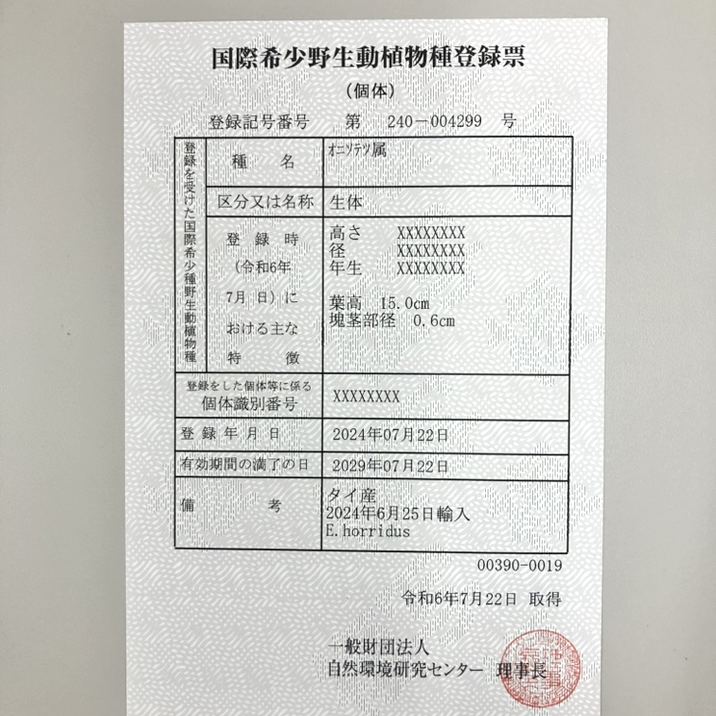 国際希少野生動植物種登録票
(個体)
登録記号番号 第 240-004299 号
登録を受けた国際希少種野生動植物種
種名 オニソテツ属
区分又は名称 生体
登録時
(令和6年
7月 日)に
おける主な
特徴
高さ XXXXXXXX
径 XXXXXXXX
年生 XXXXXXXX
葉高 15.0cm
塊茎部径 0.6cm
登録をした個体等に係る
個体識別番号 XXXXXXXX
登録年月日 2024年07月22日
有効期間の満了の日 2029年07月22日
備考
タイ産
2024年6月25日輸入
E.horridus
00390-0019
令和6年7月22日 取得
一般財団法人
自然環境研究センター 理事長